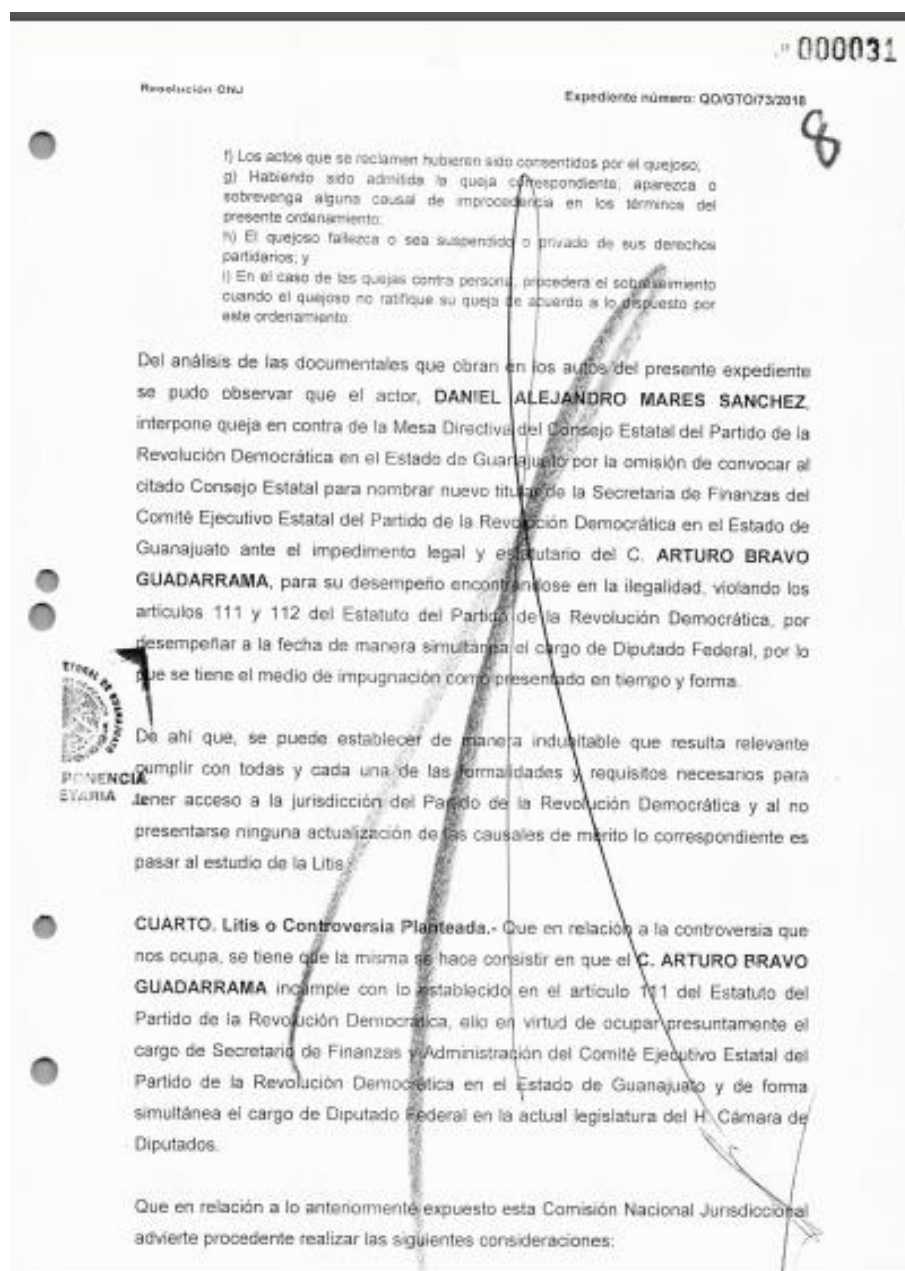 000031
Resolución CNJ
Expediente número: QO/GTO/73/2018
8
f) Los actos que se reclamen hubieren sido consentidos por el quejoso;
g) Habiendo sido admitida la queja correspondiente, aparezca o
sobrevenga alguna causal de improcedencia en los términos del
presente ordenamiento;
h) El quejoso fallezca o sea suspendido o privado de sus derechos
partidarios; y
i) En el caso de las quejas contra persona, procederá el sobreseimiento
cuando el quejoso no ratifique su queja de acuerdo a lo dispuesto por
este ordenamiento.
Del análisis de las documentales que obran en los autos del presente expediente
se pudo observar que el actor, DANIEL ALEJANDRO MARES SANCHEZ,
interpone queja en contra de la Mesa Directiva del Consejo Estatal del Partido de la
Revolución Democrática en el Estado de Guanajuato por la omisión de convocar al
citado Consejo Estatal para nombrar nuevo titular de la Secretaria de Finanzas del
Comité Ejecutivo Estatal del Partido de la Revolución Democrática en el Estado de
Guanajuato ante el impedimento legal y estatutario del C. ARTURO BRAVO
GUADARRAMA, para su desempeño encontrándose en la ilegalidad, violando los
artículos 111 y 112 del Estatuto del Partido de la Revolución Democrática, por
desempeñar a la fecha de manera simultánea el cargo de Diputado Federal, por lo
que se tiene el medio de impugnación como presentado en tiempo y forma.
De ahí que, se puede establecer de manera indubitable que resulta relevante
cumplir con todas y cada una de las formalidades y requisitos necesarios para
PONENCIA
tener acceso a la jurisdicción del Partido de la Revolución Democrática y al no
presentarse ninguna actualización de las causales de mérito lo correspondiente es
pasar al estudio de la Litis.
CUARTO. Litis o Controversia Planteada.- Que en relación a la controversia que
nos ocupa, se tiene que la misma se hace consistir en que el C. ARTURO BRAVO
GUADARRAMA incumple con lo establecido en el artículo 111 del Estatuto del
Partido de la Revolución Democrática, ello en virtud de ocupar presuntamente el
cargo de Secretario de Finanzas y Administración del Comité Ejecutivo Estatal del
Partido de la Revolución Democrática en el Estado de Guanajuato y de forma
simultánea el cargo de Diputado Federal en la actual legislatura del H. Cámara de
Diputados.
Que en relación a lo anteriormente expuesto esta Comisión Nacional Jurisdiccional
advierte procedente realizar las siguientes consideraciones: